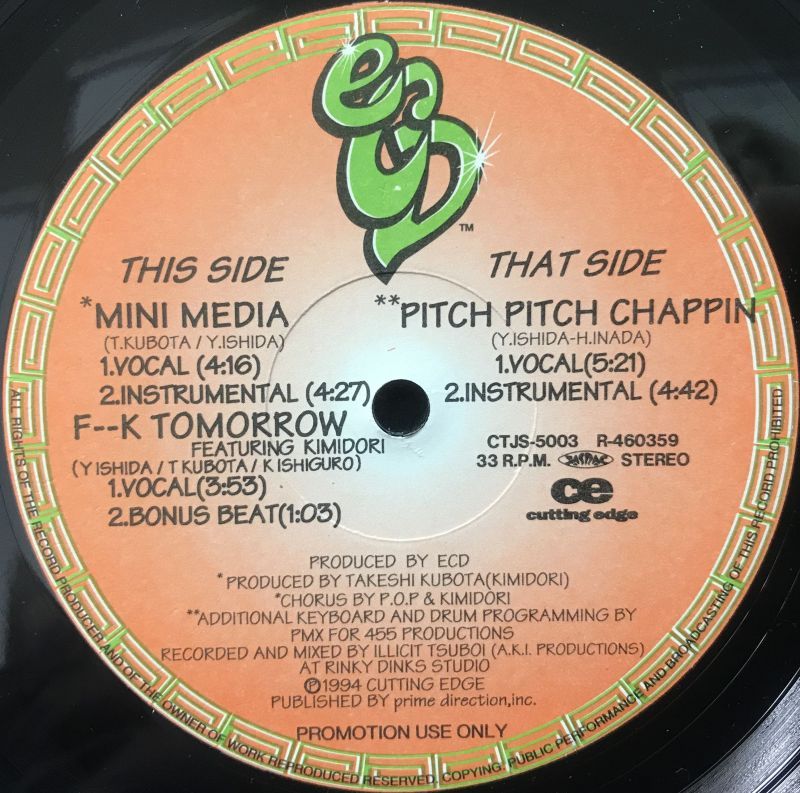 ECD
TM
THIS SIDE
*MINI MEDIA
(T.KUBOTA / Y.ISHIDA)
1.VOCAL (4:16)
2.INSTRUMENTAL (4:27)
F--K TOMORROW
FEATURING KIMIDORI
(Y ISHIDA / T KUBOTA / K ISHIGURO)
1.VOCAL(3:53)
2.BONUS BEAT(1:03)
THAT SIDE
**PITCH PITCH CHAPPIN
(Y.ISHIDA-H.INADA)
1.VOCAL(5:21)
2.INSTRUMENTAL (4:42)
CTJS-5003 R-460359
33 R.P.M. JASRAC STEREO
ce
cutting edge
PRODUCED BY ECD
*PRODUCED BY TAKESHI KUBOTA(KIMIDORI)
*CHORUS BY P.O.P & KIMIDORI
**ADDITIONAL KEYBOARD AND DRUM PROGRAMMING BY
PMX FOR 455 PRODUCTIONS
RECORDED AND MIXED BY ILLICIT TSUBOI (A.K.I. PRODUCTIONS)
AT RINKY DINKS STUDIO
Ⓟ1994 CUTTING EDGE
PUBLISHED BY prime direction,inc.
PROMOTION USE ONLY
ALL RIGHTS OF THE RECORD PRODUCER AND OF THE OWNER OF WORK REPRODUCED RESERVED. COPYING, PUBLIC PERFORMANCE AND BROADCASTING OF THIS RECORD PROHIBITED.